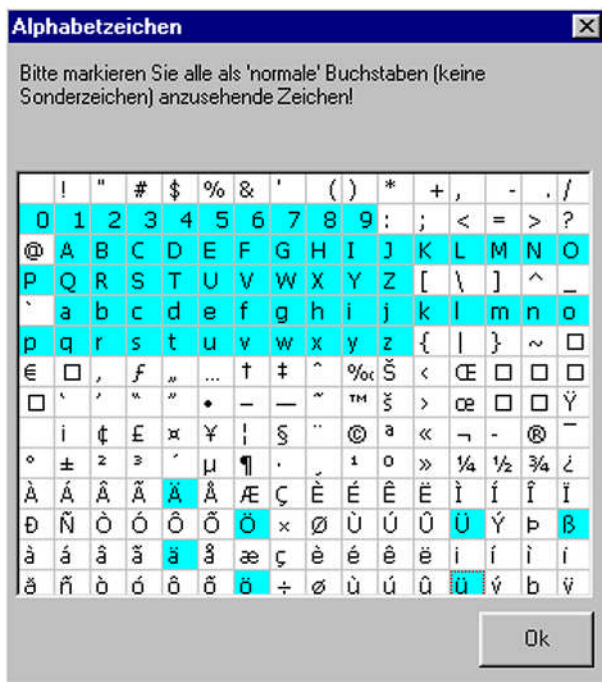 Alphabetzeichen
Bitte markieren Sie alle als 'normale' Buchstaben (keine
Sonderzeichen) anzusehende Zeichen!
! " # $ % & ' ( ) * + , - . /
0 1 2 3 4 5 6 7 8 9 : ; < = > ?
@ A B C D E F G H I J K L M N O
P Q R S T U V W X Y Z [ \ ] ^ _
` a b c d e f g h i j k l m n o
p q r s t u v w x y z { | } ~ □
€ □ ‚ ƒ „ … † ‡ ˆ ‰ Š ‹ Œ □ □ □
□ ‘ ’ “ ” • – — ˜ ™ š › œ □ □ Ÿ
¡ ¢ £ ¤ ¥ ¦ § ¨ © ª « ¬ - ® ¯
° ± ² ³ ´ µ ¶ · ¸ ¹ º » ¼ ½ ¾ ¿
À Á Â Ã Ä Å Æ Ç È É Ê Ë Ì Í Î Ï
Ð Ñ Ò Ó Ô Õ Ö × Ø Ù Ú Û Ü Ý Þ ß
à á â ã ä å æ ç è é ê ë ì í î ï
ð ñ ò ó ô õ ö ÷ ø ù ú û ü ý þ ÿ
Ok